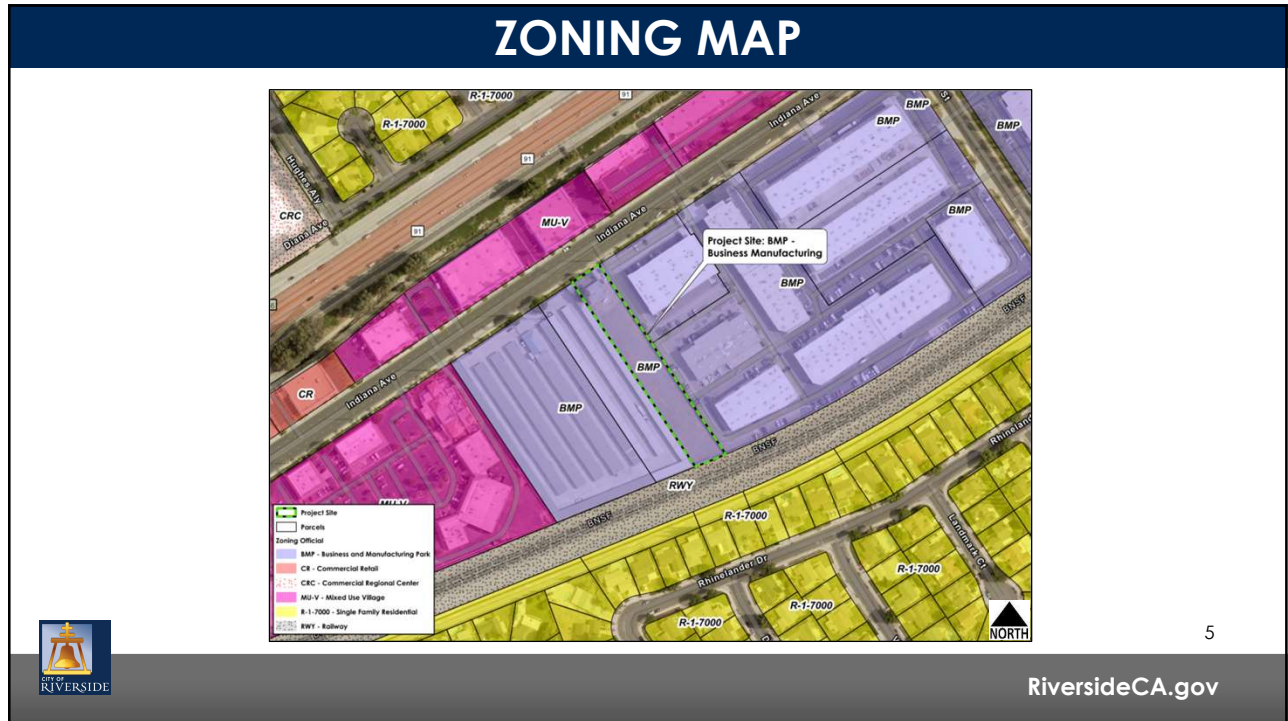 ZONING MAP
R-1-7000
91
Indiana Ave
St
BMP
BMP
BMP
R-1-7000
Hughes Aly
91
CRC
Diana Ave
91
MU-V
Indiana Ave
BMP
Project Site: BMP -
Business Manufacturing
BMP
BNSF
BMP
CR
Indiana Ave
BMP
BNSF
RWY
Rhinelan
MU-V
BNSF
R-1-7000
Landmark Ct
R-1-7000
Rhinelander Dr
R-1-7000
R-1-7000
Project Site
Parcels
Zoning Official
BMP - Business and Manufacturing Park
CR - Commercial Retail
CRC - Commercial Regional Center
MU-V - Mixed Use Village
R-1-7000 - Single Family Residential
RWY - Railway
NORTH
5
CITY OF
RIVERSIDE
RiversideCA.gov